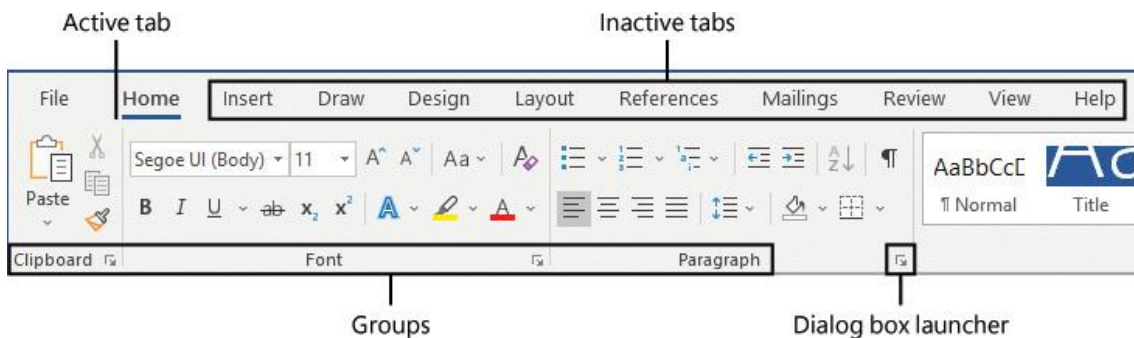 Active tab Inactive tabs
File Home Insert Draw Design Layout References Mailings Review View Help
Segoe UI (Body) 11 A A Aa A AaBbCcD Ac
Paste B I U ab x2 x2 A A ¶ Normal Title
Clipboard Font Paragraph
Groups Dialog box launcher